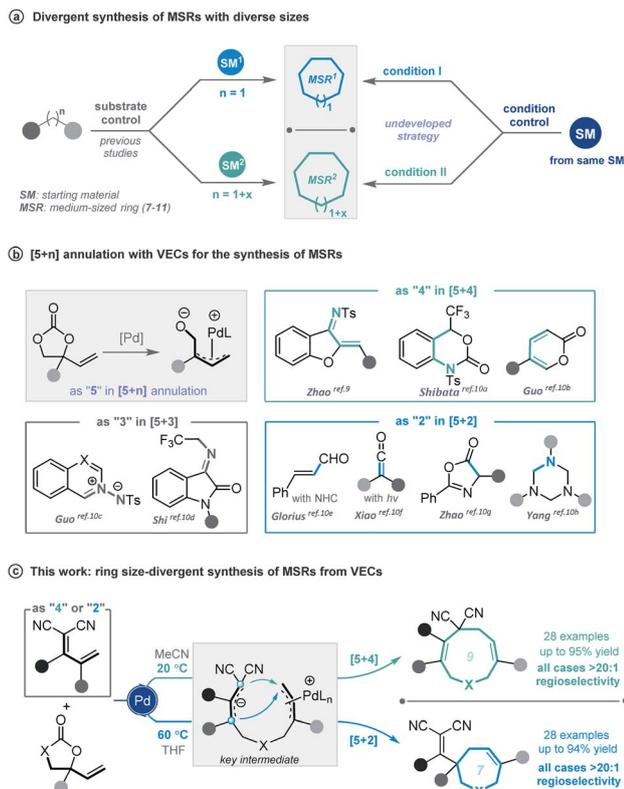 a Divergent synthesis of MSRs with diverse sizes
n
substrate
control
previous
studies
SM¹
n = 1
SM²
n = 1+x
MSR¹
1
MSR²
1+x
condition I
undeveloped
strategy
condition II
condition
control
SM
from same SM
SM: starting material
MSR: medium-sized ring (7-11)
b [5+n] annulation with VECs for the synthesis of MSRs
O
O O
[Pd]
O⊖ ⊕
PdL
as "5" in [5+n] annulation
as "4" in [5+4]
NTs
O
Zhao ref.9
CF₃
O
N O
Ts
Shibata ref.10a
O
O
Guo ref.10b
as "3" in [5+3]
X
⊕ ⊖
N NTs
Guo ref.10c
F₃C
N
O
N
Shi ref.10d
as "2" in [5+2]
CHO
Ph with NHC
Glorius ref.10e
O
C
with hv
Xiao ref.10f
O
O
Ph N
Zhao ref.10g
N
N N
Yang ref.10h
c This work: ring size-divergent synthesis of MSRs from VECs
as "4" or "2"
NC CN
+
O
X O
Pd
MeCN
20 °C
60 °C
THF
NC CN
⊖
PdLn
X
key intermediate
[5+4]
[5+2]
NC CN
9
X
28 examples
up to 95% yield
all cases >20:1
regioselectivity
NC CN
7
X
28 examples
up to 94% yield
all cases >20:1
regioselectivity